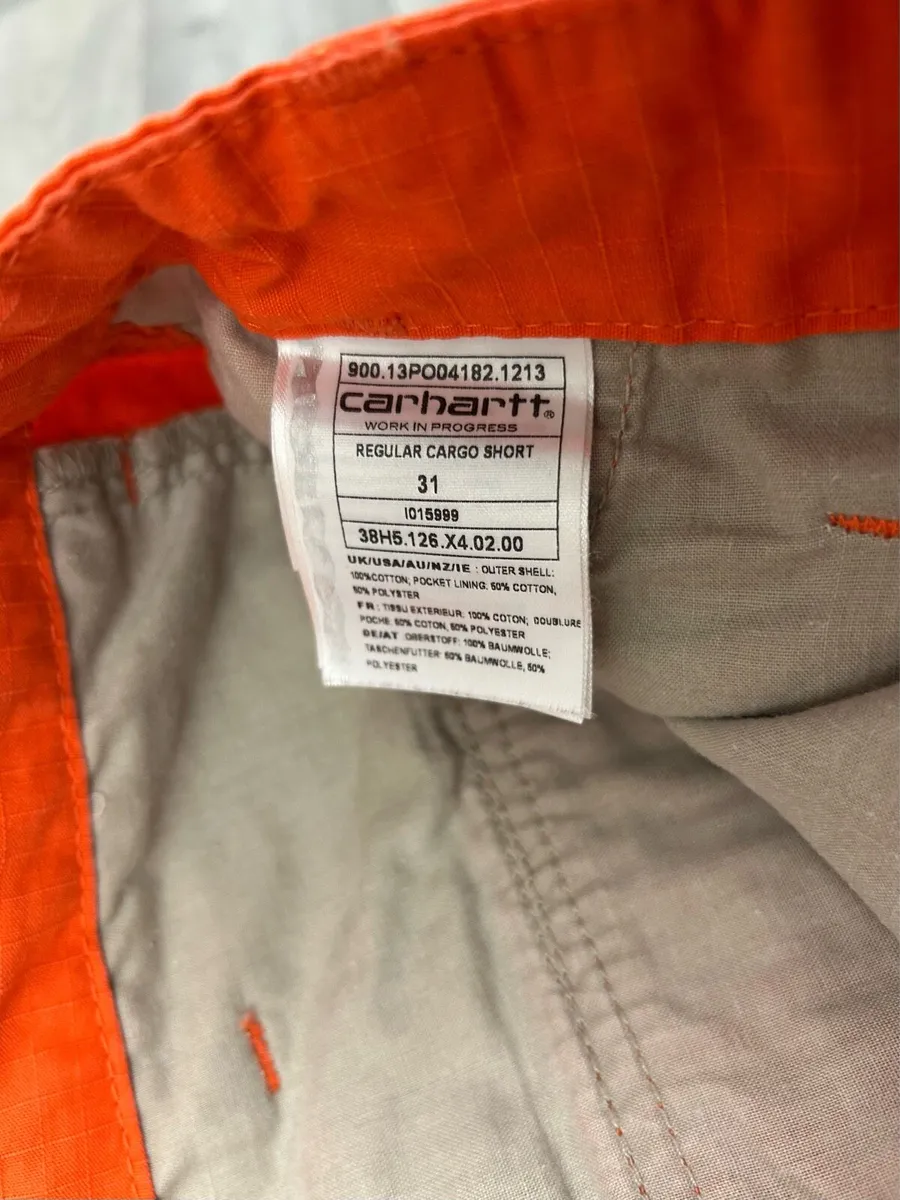 900.13PO04182.1213
carhartt®
WORK IN PROGRESS
REGULAR CARGO SHORT
31
I015999
38H5.126.X4.02.00
UK/USA/AU/NZ/IE : OUTER SHELL:
100%COTTON; POCKET LINING: 50% COTTON,
50% POLYSTER
FR : TISSU EXTERIEUR: 100% COTON; DOUBLURE
POCHE: 50% COTON, 50% POLYESTER
DE/AT OBERSTOFF: 100% BAUMWOLLE;
TASCHENFUTTER: 50% BAUMWOLLE, 50%
POLYESTER